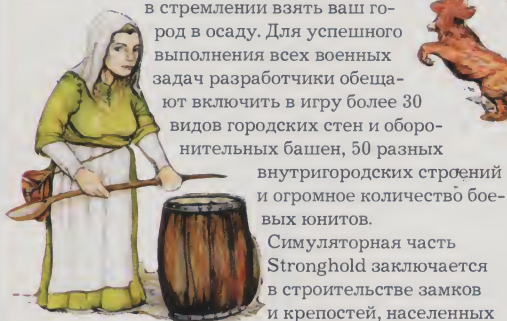 в стремлении взять ваш го-
род в осаду. Для успешного
выполнения всех военных
задач разработчики обеща-
ют включить в игру более 30
видов городских стен и оборо-
нительных башен, 50 разных
внутригородских строений
и огромное количество бое-
вых юнитов.
Симуляторная часть
Stronghold заключается
в строительстве замков
и крепостей, населенных